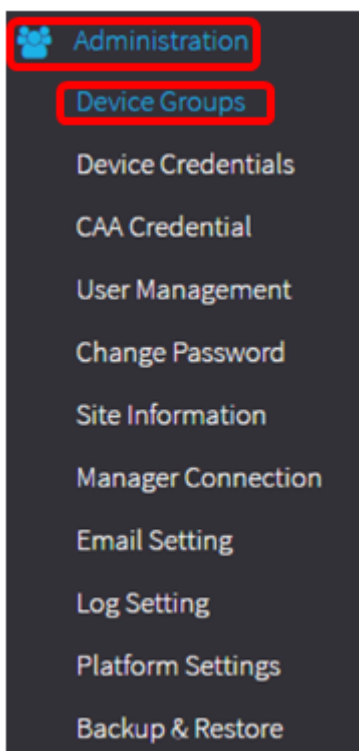 Administration
Device Groups
Device Credentials
CAA Credential
User Management
Change Password
Site Information
Manager Connection
Email Setting
Log Setting
Platform Settings
Backup & Restore